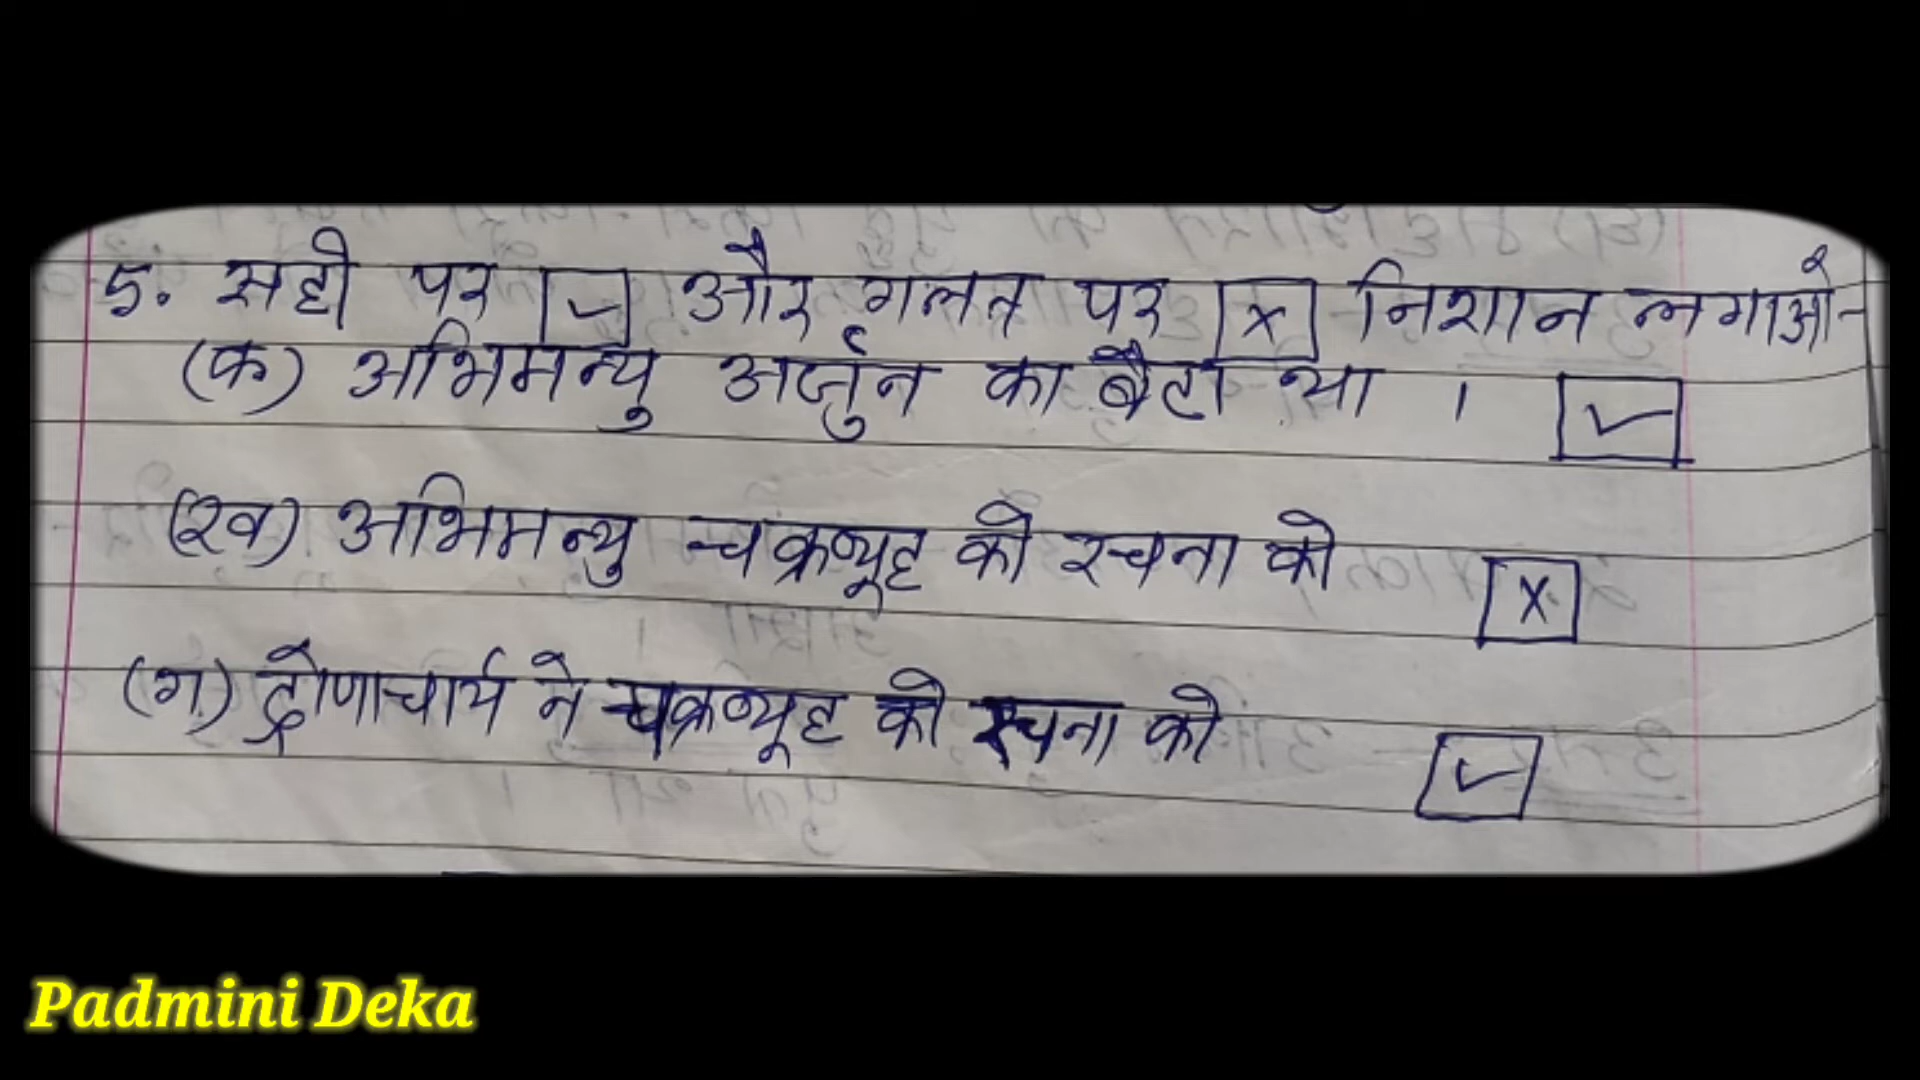 5. सही पर ✓ और गलत पर × निशान लगाओ-
(क) अभिमन्यु अर्जुन का बेटा था । ✓
(ख) अभिमन्यु चक्रव्यूह की रचना की ×
(ग) द्रोणाचार्य ने चक्रव्यूह की रचना की ✓
Padmini Deka